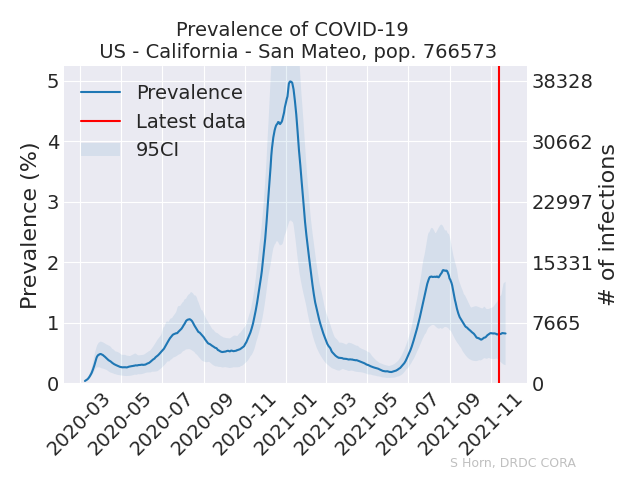 Prevalence of COVID-19
US - California - San Mateo, pop. 766573
Prevalence
Latest data
95CI
Prevalence (%)
5
4
3
2
1
0
38328
30662
22997
15331
7665
0
# of infections
2020-03
2020-05
2020-07
2020-09
2020-11
2021-01
2021-03
2021-05
2021-07
2021-09
2021-11
S Horn, DRDC CORA